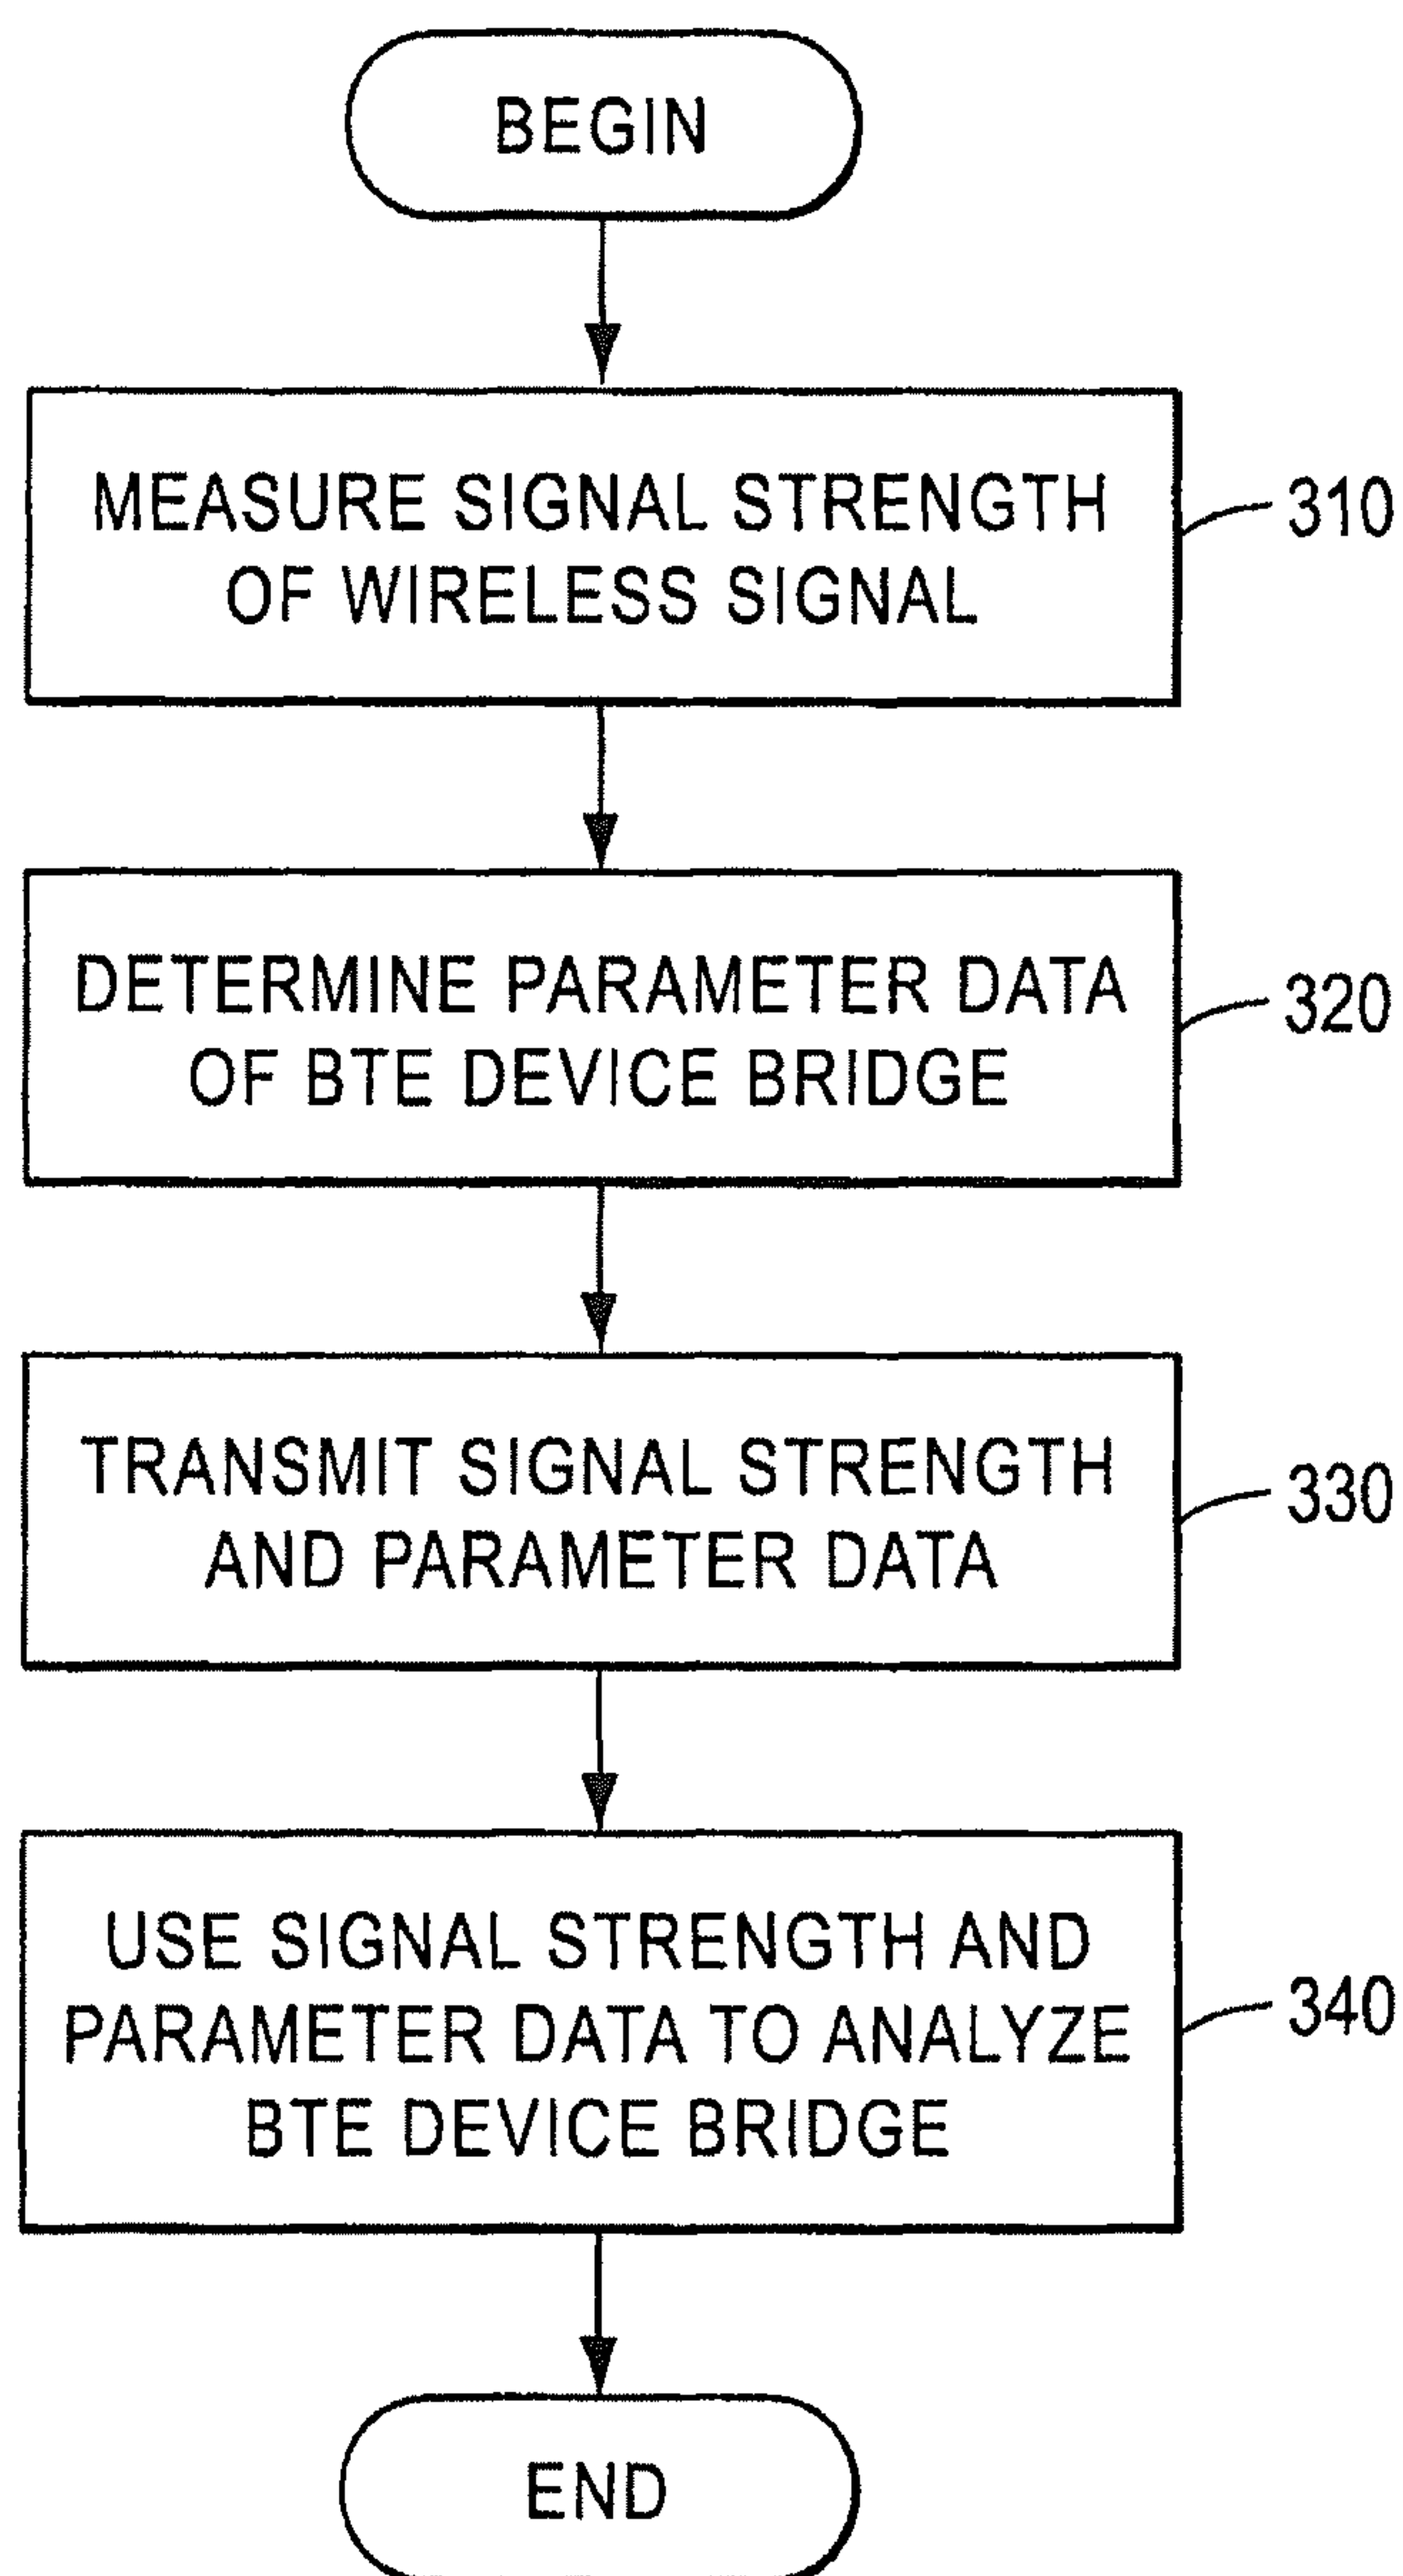 BEGIN
MEASURE SIGNAL STRENGTH
OF WIRELESS SIGNAL
310
DETERMINE PARAMETER DATA
OF BTE DEVICE BRIDGE
320
TRANSMIT SIGNAL STRENGTH
AND PARAMETER DATA
330
USE SIGNAL STRENGTH AND
PARAMETER DATA TO ANALYZE
BTE DEVICE BRIDGE
340
END